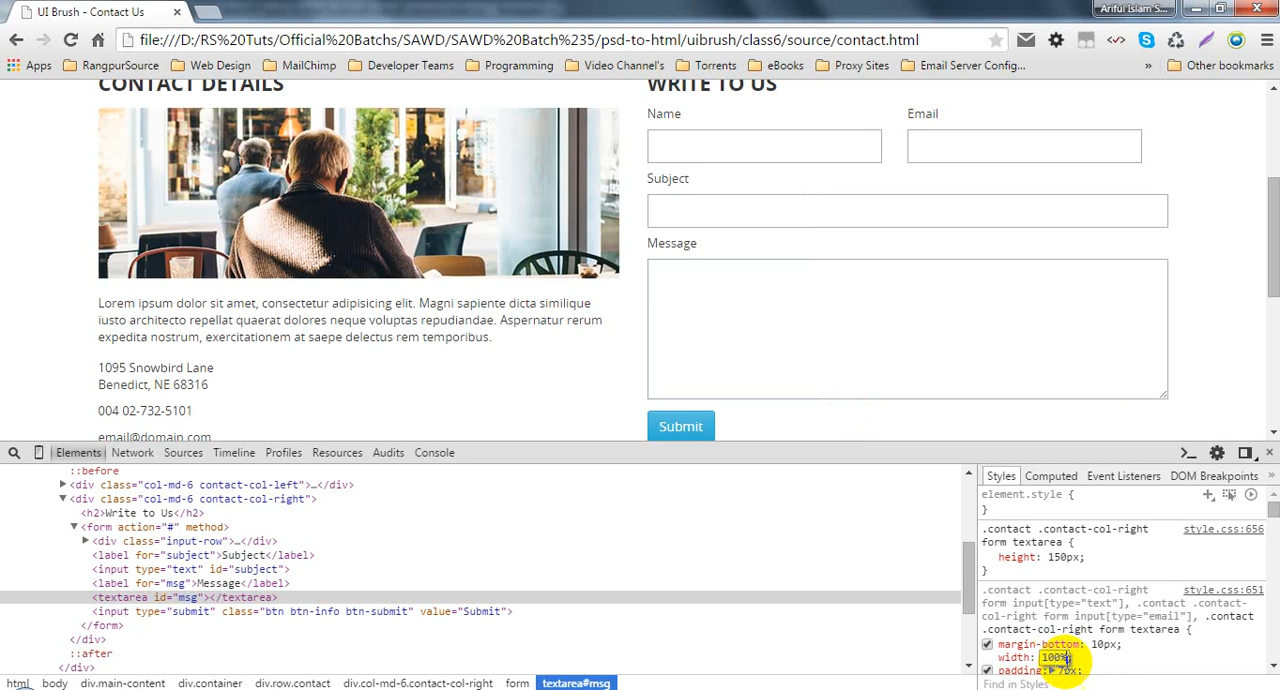 UI Brush - Contact Us
Ariful Islam S...
file:///D:/RS%20Tuts/Official%20Batchs/SAWD/SAWD%20Batch%235/psd-to-html/uibrush/class6/source/contact.html
Apps RangpurSource Web Design MailChimp Developer Teams Programming Video Channel's Torrents eBooks Proxy Sites Email Server Config... » Other bookmarks
CONTACT DETAILS
WRITE TO US
Name
Email
Subject
Message
Lorem ipsum dolor sit amet, consectetur adipisicing elit. Magni sapiente dicta similique
iusto architecto repellat quaerat dolores neque voluptas repudiandae. Aspernatur rerum
expedita nostrum, exercitationem at saepe delectus rem temporibus.
1095 Snowbird Lane
Benedict, NE 68316
004 02-732-5101
email@domain.com
Submit
Elements Network Sources Timeline Profiles Resources Audits Console
::before
<div class="col-md-6 contact-col-left">…</div>
<div class="col-md-6 contact-col-right">
<h2>Write to Us</h2>
<form action="#" method>
<div class="input-row">…</div>
<label for="subject">Subject</label>
<input type="text" id="subject">
<label for="msg">Message</label>
<textarea id="msg"></textarea>
<input type="submit" class="btn btn-info btn-submit" value="Submit">
</form>
</div>
::after
</div>
html body div.main-content div.container div.row div.col-md-6.contact-col-right form textarea#msg
Styles Computed Event Listeners DOM Breakpoints »
element.style {
}
.contact .contact-col-right style.css:656
form textarea {
height: 150px;
}
.contact .contact-col-right style.css:651
form input[type="text"], .contact .contact-
col-right form input[type="email"], .contact
.contact-col-right form textarea {
margin-bottom: 10px;
width: 100%
padding: 7px;
Find in Styles